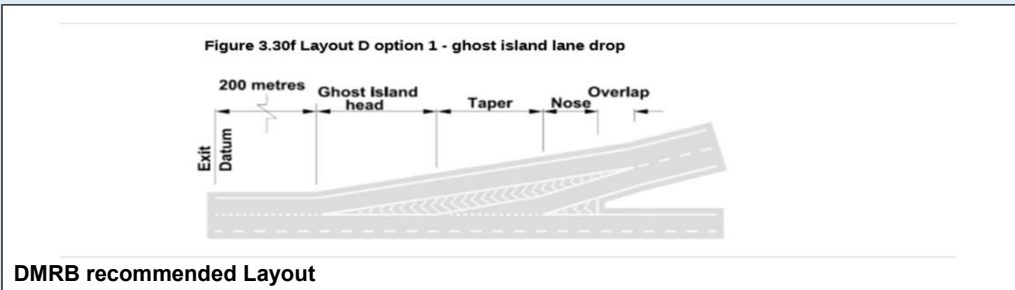 Figure 3.30f Layout D option 1 - ghost island lane drop
200 metres
Ghost Island
head
Taper
Nose
Overlap
Exit
Datum
DMRB recommended Layout